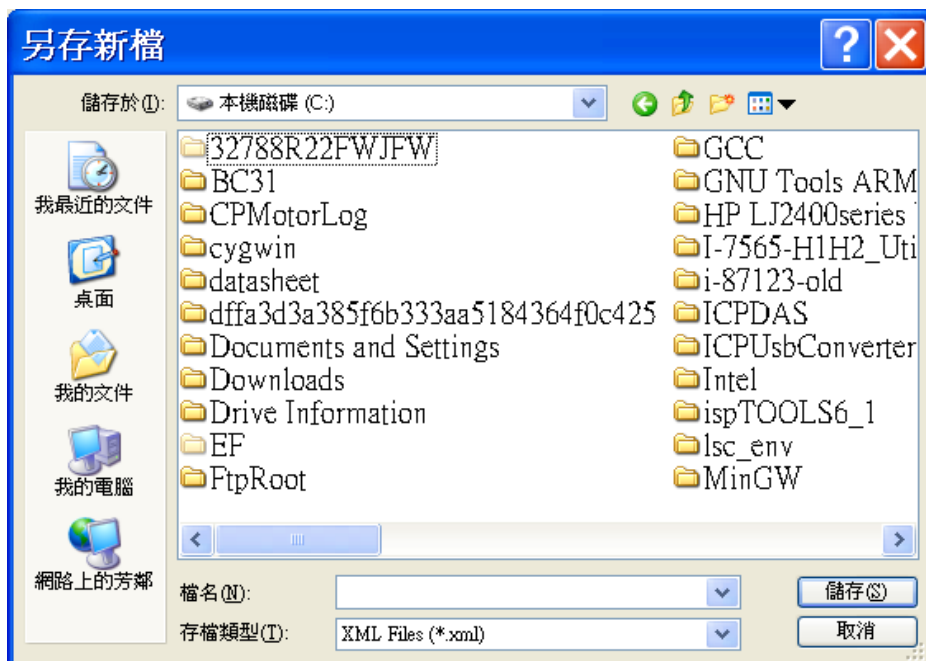 另存新檔
儲存於(I):
本機磁碟 (C:)
我最近的文件
桌面
我的文件
我的電腦
網路上的芳鄰
32788R22FWJFW
BC31
CPMotorLog
cygwin
datasheet
dffa3d3a385f6b333aa5184364f0c425
Documents and Settings
Downloads
Drive Information
EF
FtpRoot
GCC
GNU Tools ARM
HP LJ2400series
I-7565-H1H2_Uti
i-87123-old
ICPDAS
ICPUsbConverter
Intel
ispTOOLS6_1
lsc_env
MinGW
檔名(N):
儲存(S)
存檔類型(T):
XML Files (*.xml)
取消